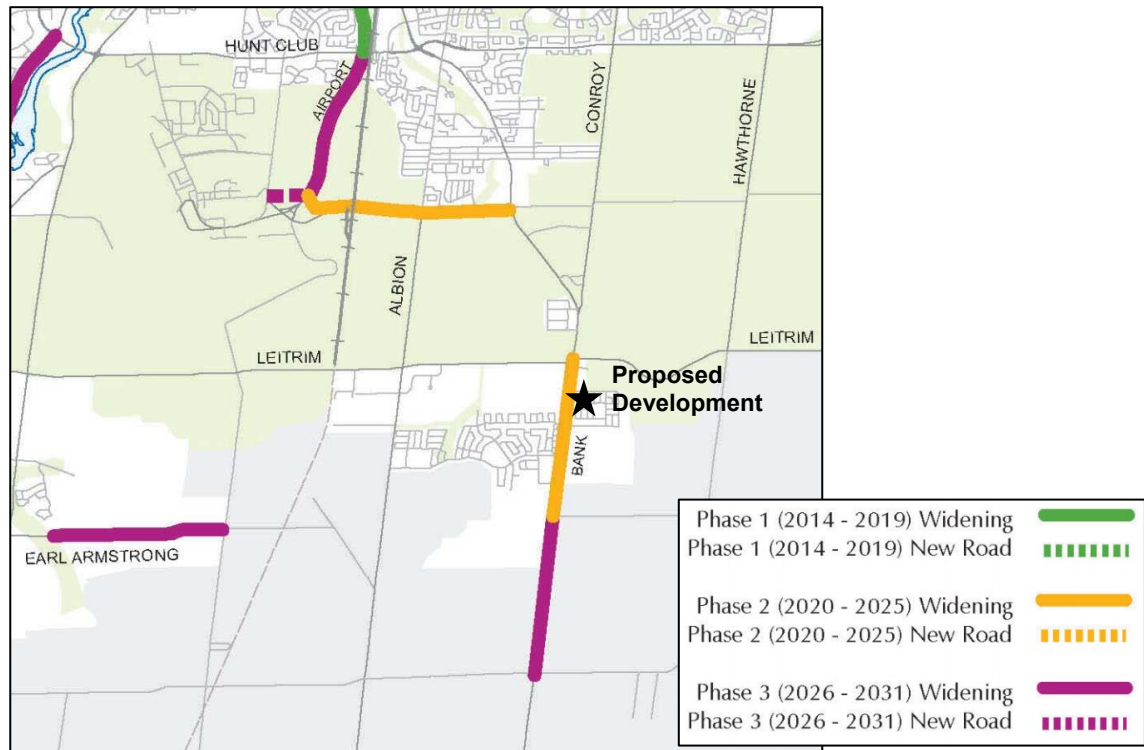 HUNT CLUB
AIRPORT
CONROY
HAWTHORNE
ALBION
LEITRIM
LEITRIM
Proposed
Development
BANK
EARL ARMSTRONG
Phase 1 (2014 - 2019) Widening
Phase 1 (2014 - 2019) New Road
Phase 2 (2020 - 2025) Widening
Phase 2 (2020 - 2025) New Road
Phase 3 (2026 - 2031) Widening
Phase 3 (2026 - 2031) New Road